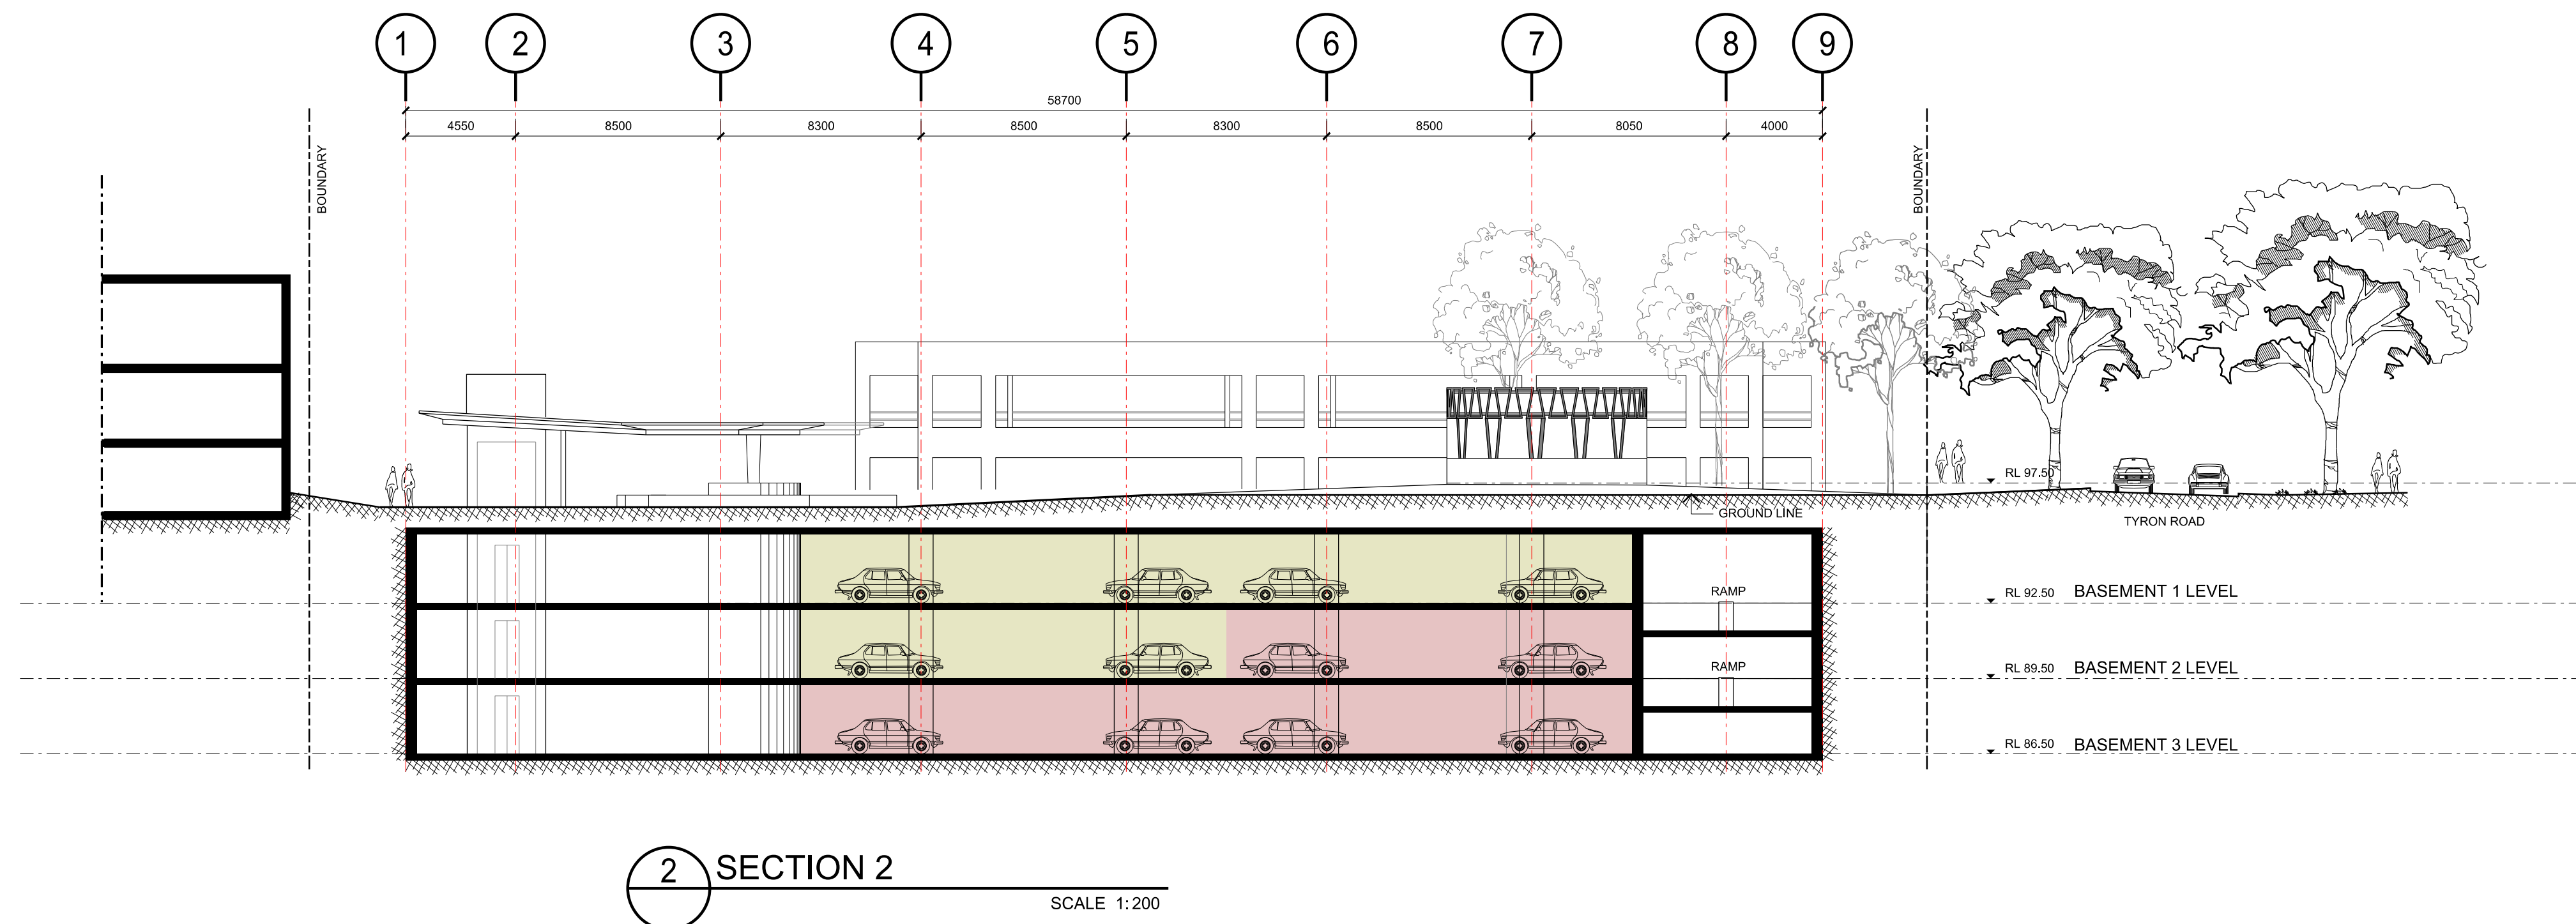 1 2 3 4 5 6 7 8 9
58700
4550 8500 8300 8500 8300 8500 8050 4000
BOUNDARY
BOUNDARY
RL 97.50
GROUND LINE
TYRON ROAD
RAMP
RL 92.50 BASEMENT 1 LEVEL
RAMP
RL 89.50 BASEMENT 2 LEVEL
RL 86.50 BASEMENT 3 LEVEL
2 SECTION 2
SCALE 1:200